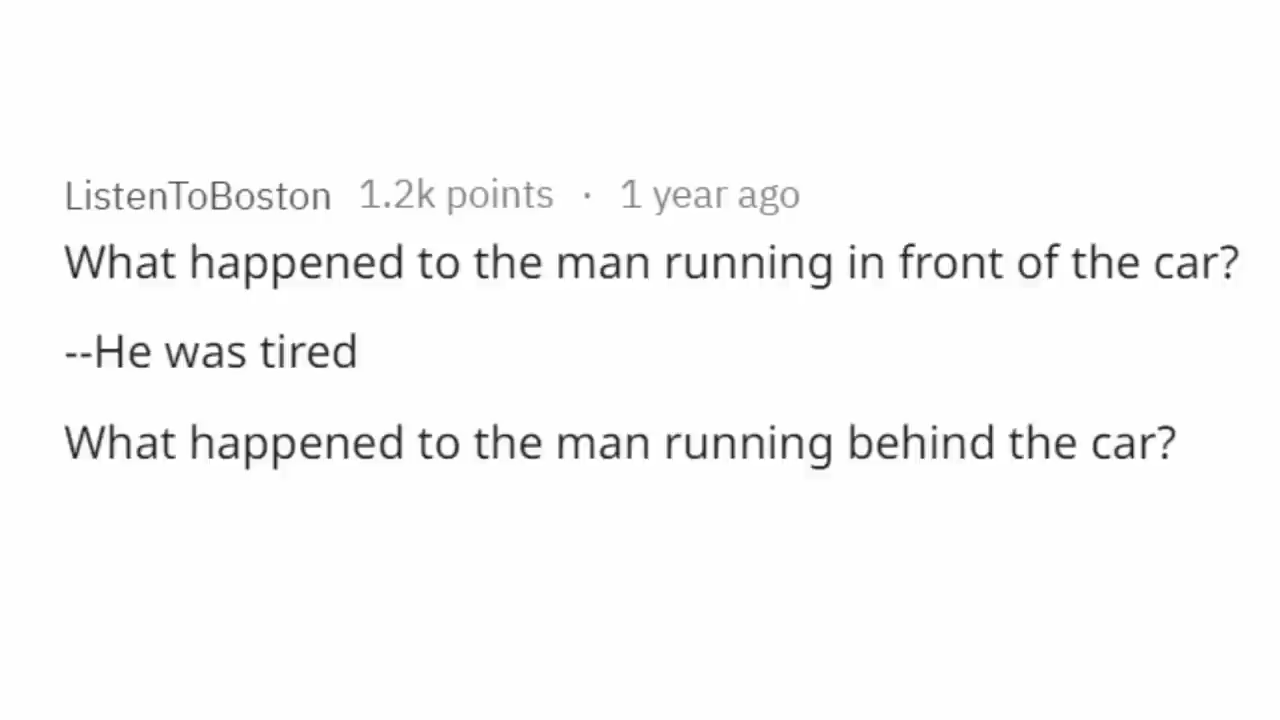 ListenToBoston 1.2k points · 1 year ago
What happened to the man running in front of the car?
--He was tired
What happened to the man running behind the car?